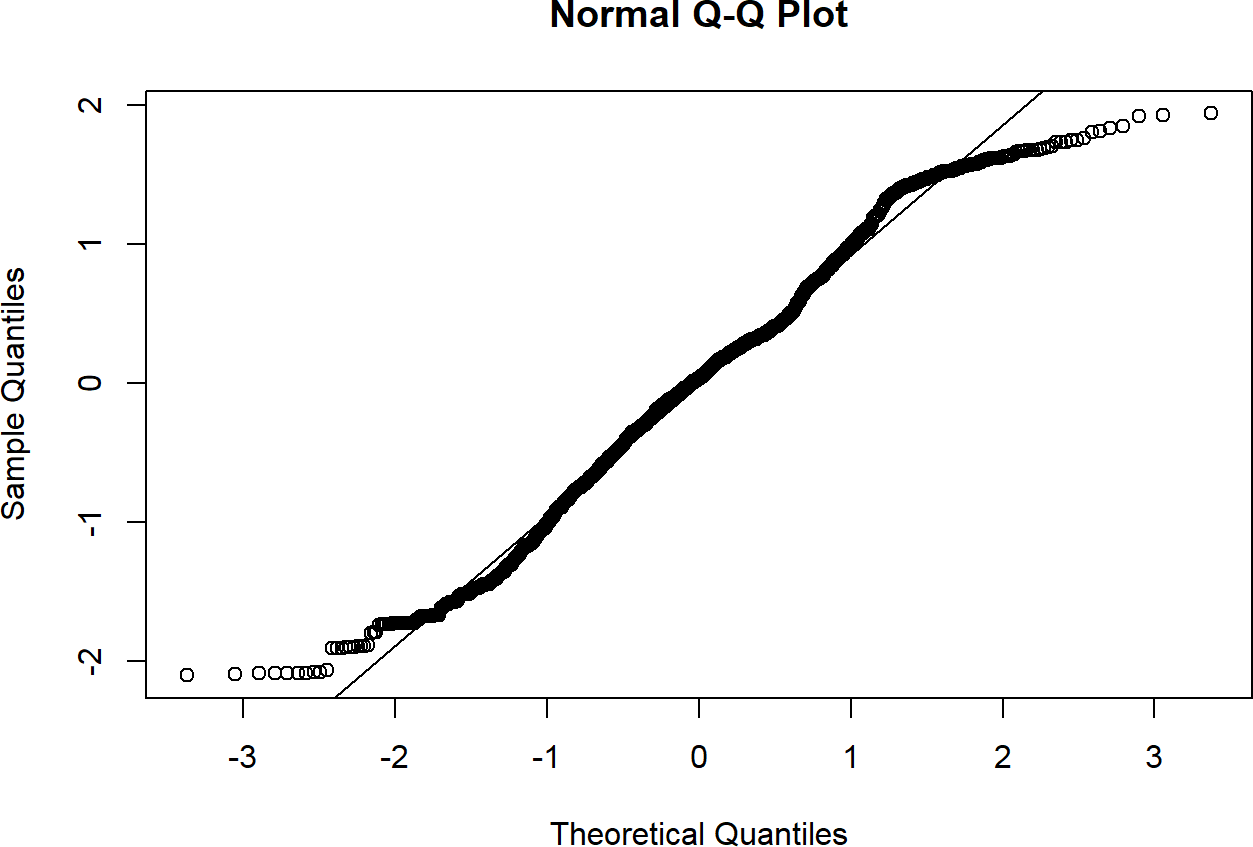 Normal Q-Q Plot
Sample Quantiles
2
1
0
-1
-2
-3 -2 -1 0 1 2 3
Theoretical Quantiles